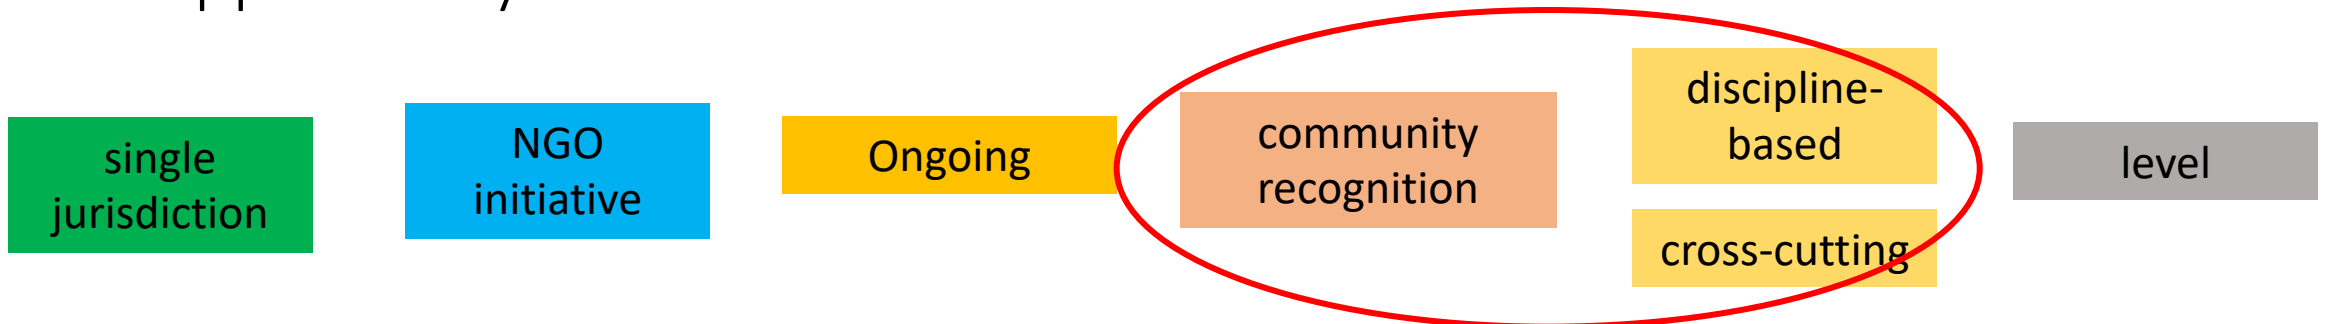 single
jurisdiction
NGO
initiative
Ongoing
community
recognition
discipline-
based
cross-cutting
level